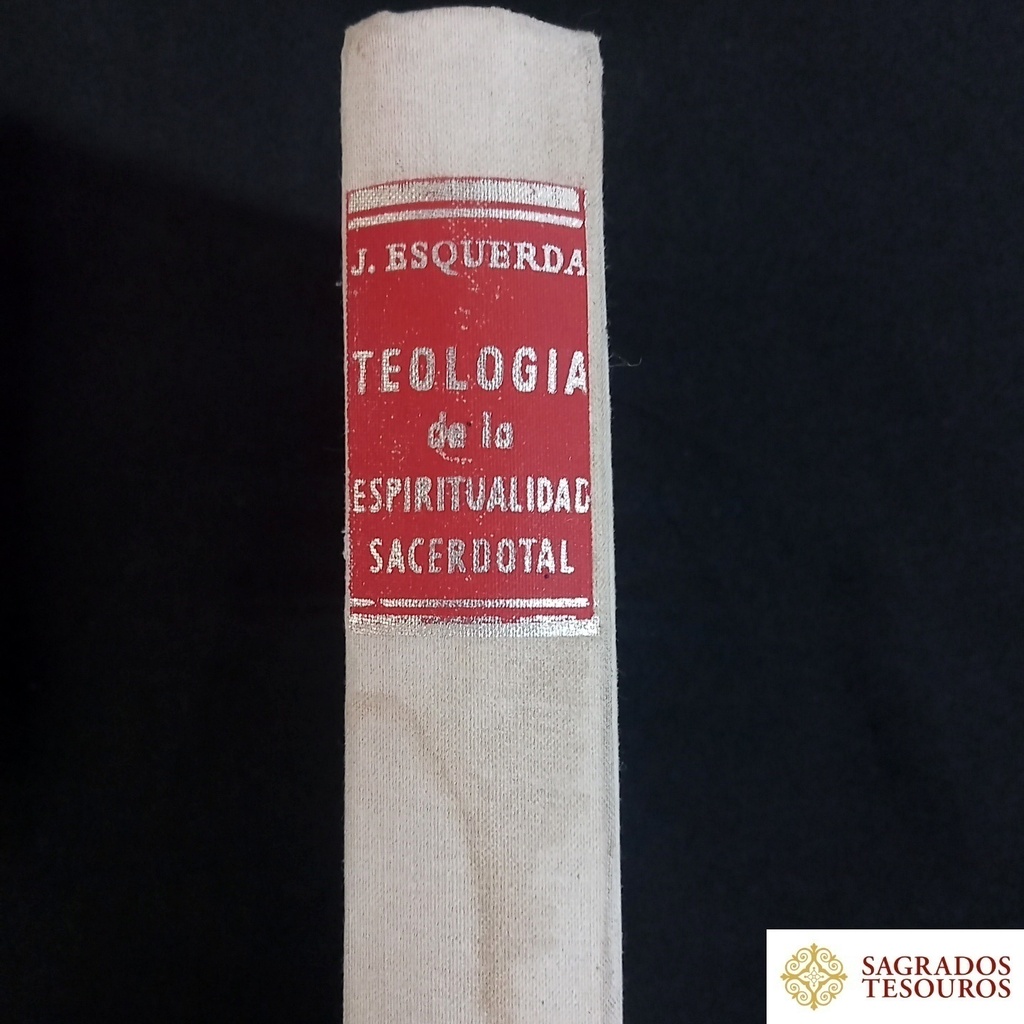 J. ESQUERDA
TEOLOGIA
de la
ESPIRITUALIDAD
SACERDOTAL
SAGRADOS
TESOUROS